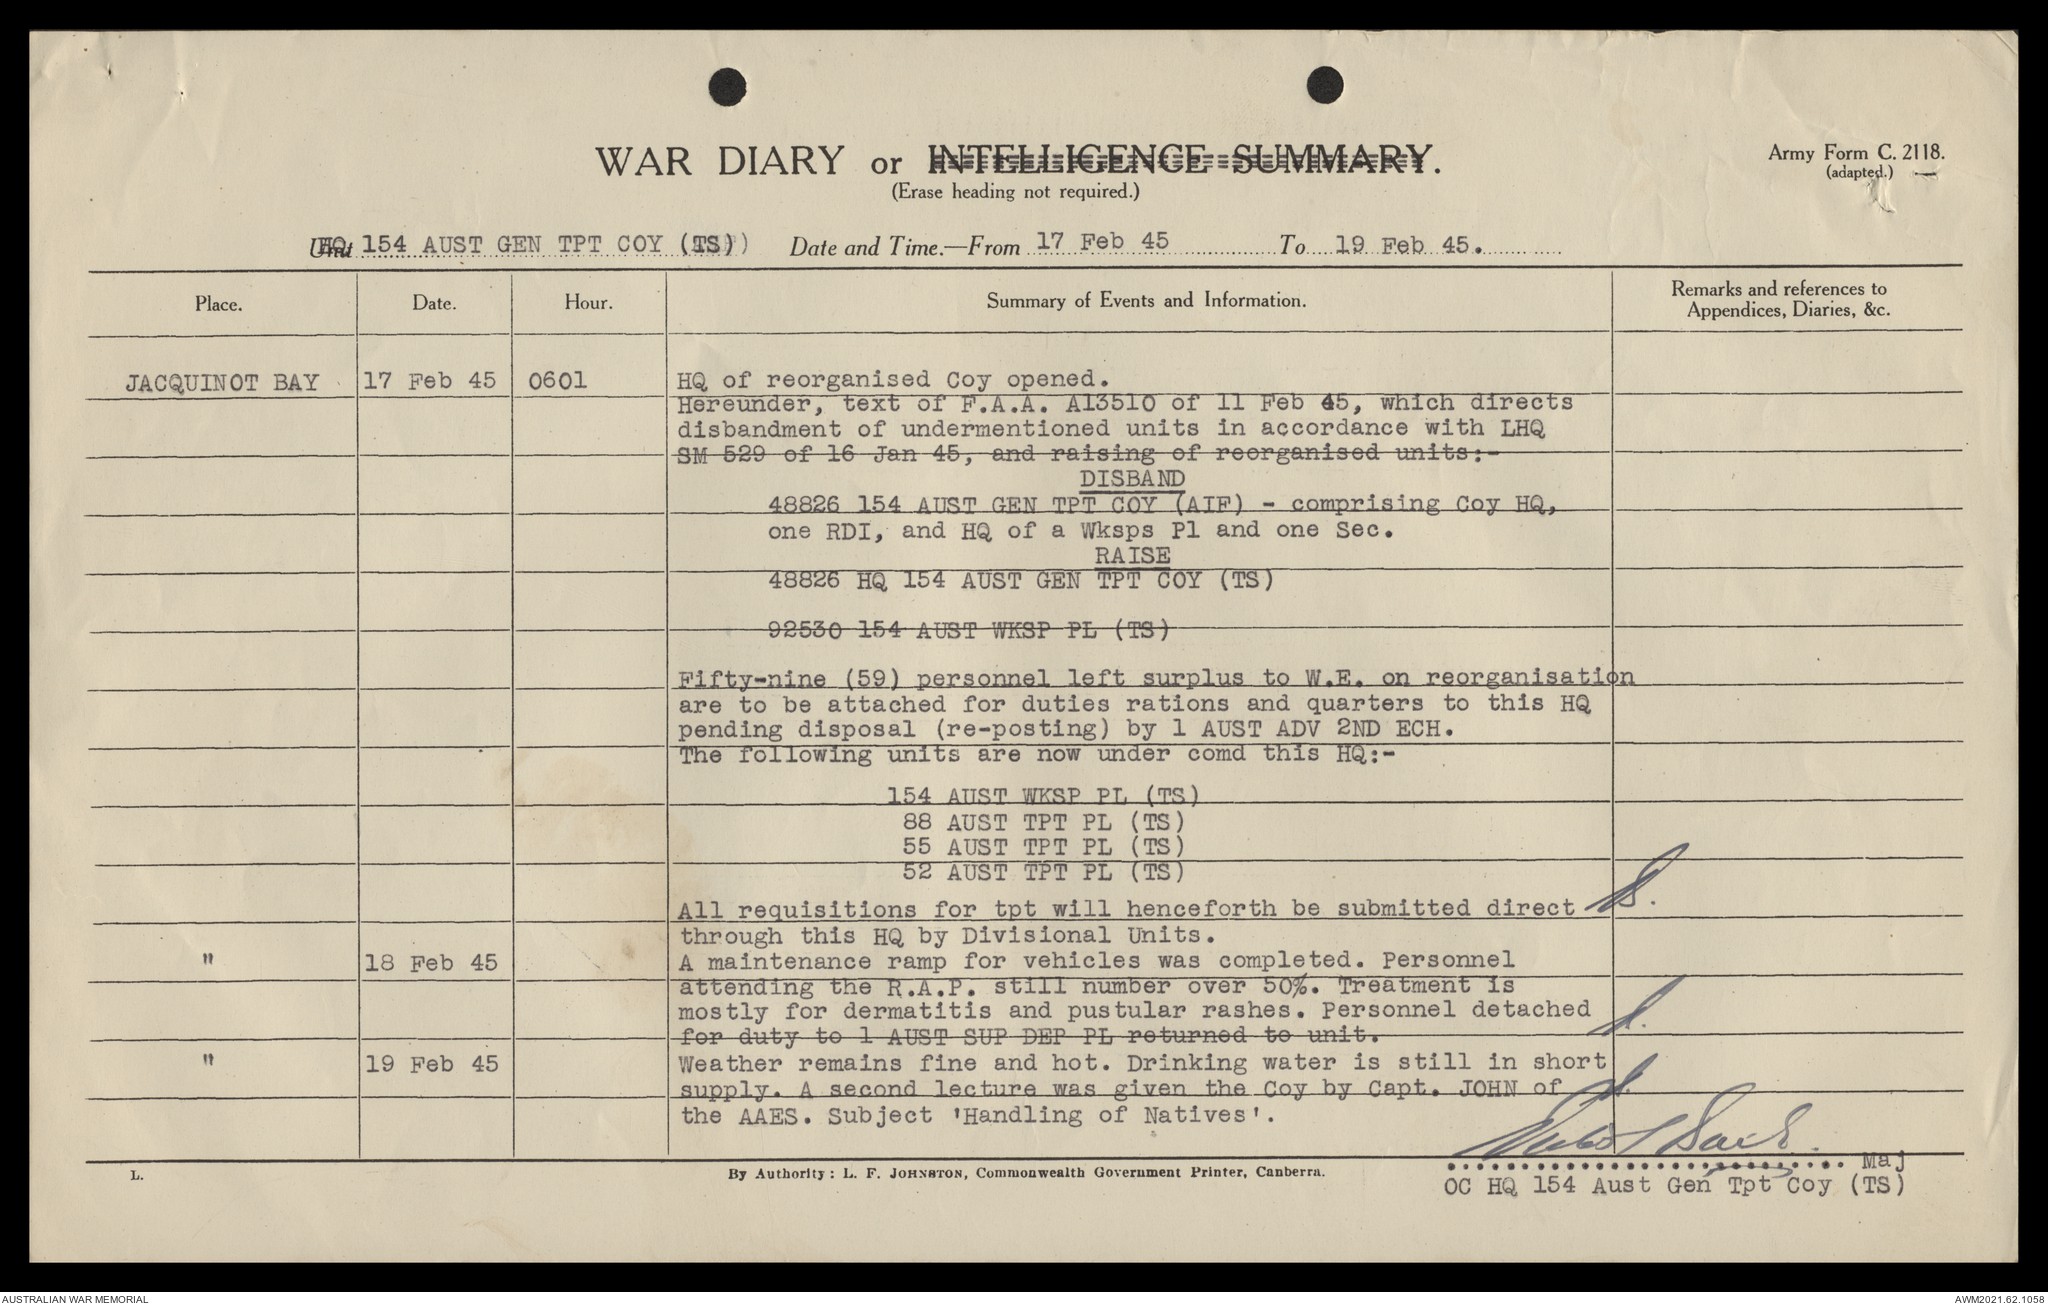 WAR DIARY or INTELLIGENCE SUMMARY.
(Erase heading not required.)
Army Form C. 2118.
(adapted.)
HQ 154 AUST GEN TPT COY (TS) Date and Time.—From 17 Feb 45 To 19 Feb 45.
Place. Date. Hour. Summary of Events and Information. Remarks and references to Appendices, Diaries, &c.
JACQUINOT BAY 17 Feb 45 0601 HQ of reorganised Coy opened.
Hereunder, text of F.A.A. A13510 of 11 Feb 45, which directs
disbandment of undermentioned units in accordance with LHQ
SM 529 of 16 Jan 45, and raising of reorganised units:-
DISBAND
48826 154 AUST GEN TPT COY (AIF) - comprising Coy HQ,
one RDI, and HQ of a Wksps Pl and one Sec.
RAISE
48826 HQ 154 AUST GEN TPT COY (TS)
92530 154 AUST WKSP PL (TS)
Fifty-nine (59) personnel left surplus to W.E. on reorganisation
are to be attached for duties rations and quarters to this HQ
pending disposal (re-posting) by 1 AUST ADV 2ND ECH.
The following units are now under comd this HQ:-
154 AUST WKSP PL (TS)
88 AUST TPT PL (TS)
55 AUST TPT PL (TS)
52 AUST TPT PL (TS)
All requisitions for tpt will henceforth be submitted direct
through this HQ by Divisional Units.
" 18 Feb 45 A maintenance ramp for vehicles was completed. Personnel
attending the R.A.P. still number over 50%. Treatment is
mostly for dermatitis and pustular rashes. Personnel detached
for duty to 1 AUST SUP DEP PL returned to unit.
" 19 Feb 45 Weather remains fine and hot. Drinking water is still in short
supply. A second lecture was given the Coy by Capt. JOHN of
the AAES. Subject 'Handling of Natives'.
L. By Authority: L. F. JOHNSTON, Commonwealth Government Printer, Canberra.
Maj
OC HQ 154 Aust Gen Tpt Coy (TS)
AUSTRALIAN WAR MEMORIAL AWM2021.62.1058